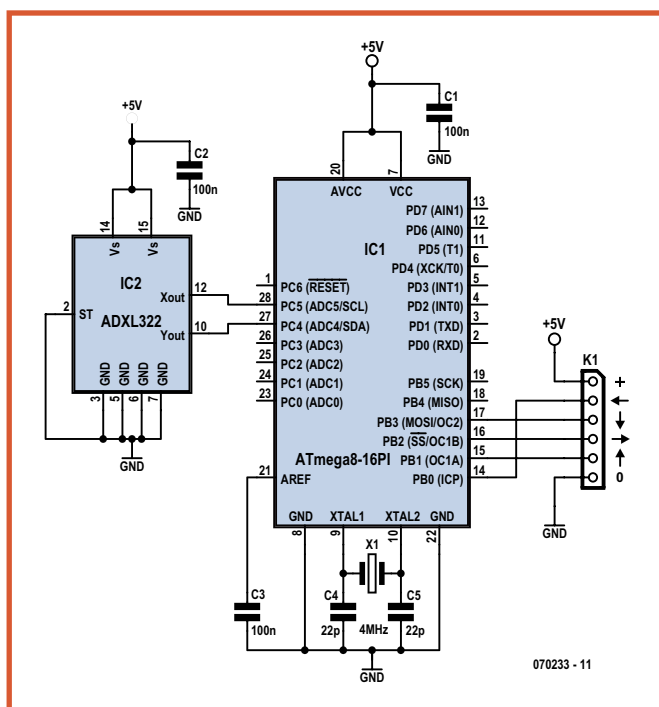 +5V
C1
100n
GND
+5V
C2
100n
GND
20
7
AVCC
VCC
14
15
Vs
Vs
IC2
ADXL322
2
ST
Xout
12
Yout
10
GND
GND
GND
GND
3
5
6
7
GND
IC1
ATmega8-16PI
1
PC6 (RESET)
28
PC5 (ADC5/SCL)
27
PC4 (ADC4/SDA)
26
PC3 (ADC3)
25
PC2 (ADC2)
24
PC1 (ADC1)
23
PC0 (ADC0)
21
AREF
PD7 (AIN1)
13
PD6 (AIN0)
12
PD5 (T1)
11
PD4 (XCK/T0)
6
PD3 (INT1)
5
PD2 (INT0)
4
PD1 (TXD)
3
PD0 (RXD)
2
PB5 (SCK)
19
PB4 (MISO)
18
PB3 (MOSI/OC2)
17
PB2 (SS/OC1B)
16
PB1 (OC1A)
15
PB0 (ICP)
14
+5V
K1
+
←
↓
→
↑
0
GND
GND
XTAL1
XTAL2
GND
8
9
10
22
X1
4MHz
C3
100n
C4
22p
C5
22p
GND
070233 - 11